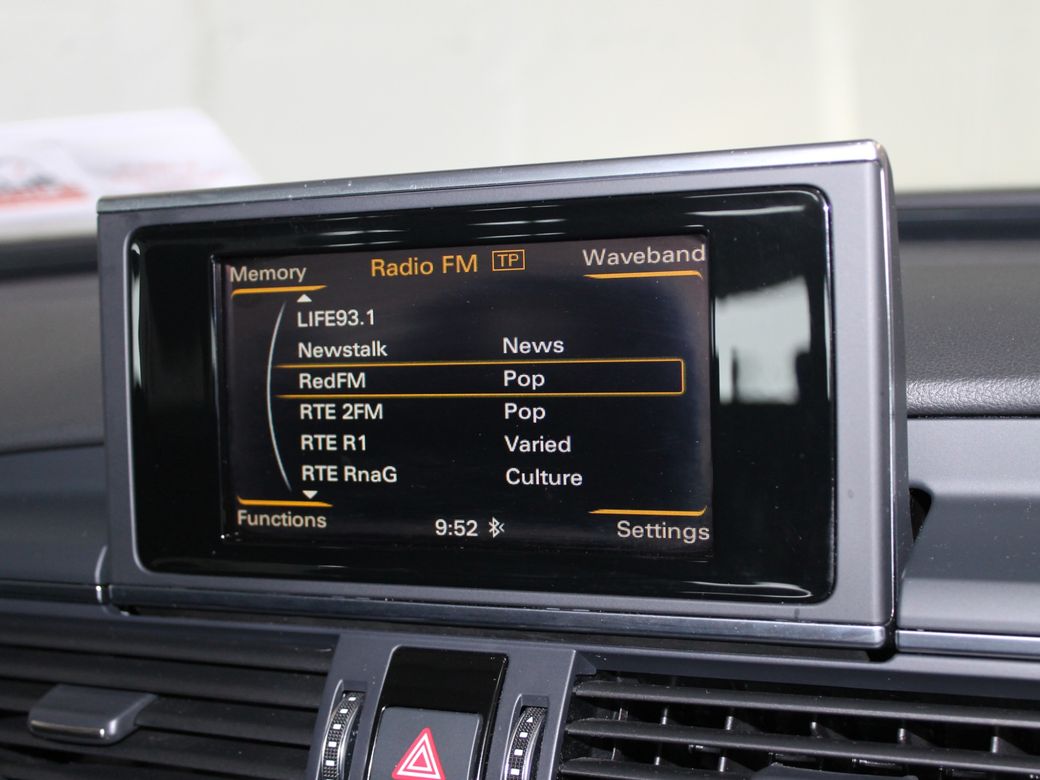 Memory Radio FM TP Waveband
LIFE93.1
Newstalk News
RedFM Pop
RTE 2FM Pop
RTE R1 Varied
RTE RnaG Culture
Functions 9:52 Settings